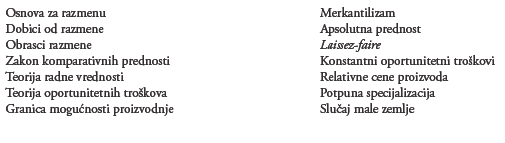 Osnova za razmenu
Dobici od razmene
Obrasci razmene
Zakon komparativnih prednosti
Teorija radne vrednosti
Teorija oportunitetnih troškova
Granica mogućnosti proizvodnje
Merkantilizam
Apsolutna prednost
Laissez-faire
Konstantni oportunitetni troškovi
Relativne cene proizvoda
Potpuna specijalizacija
Slučaj male zemlje